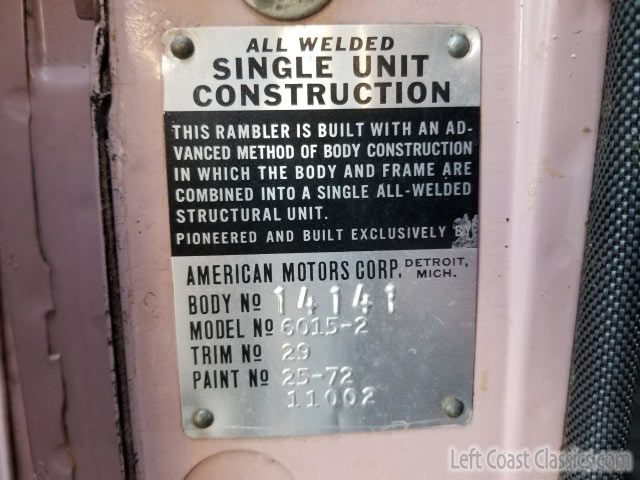 ALL WELDED
SINGLE UNIT
CONSTRUCTION
THIS RAMBLER IS BUILT WITH AN AD-
VANCED METHOD OF BODY CONSTRUCTION
IN WHICH THE BODY AND FRAME ARE
COMBINED INTO A SINGLE ALL-WELDED
STRUCTURAL UNIT.
PIONEERED AND BUILT EXCLUSIVELY BY
AMERICAN MOTORS CORP. DETROIT, MICH.
BODY Nº 14141
MODEL Nº 6015-2
TRIM Nº 29
PAINT Nº 25-72
11002
Left Coast Classics.com